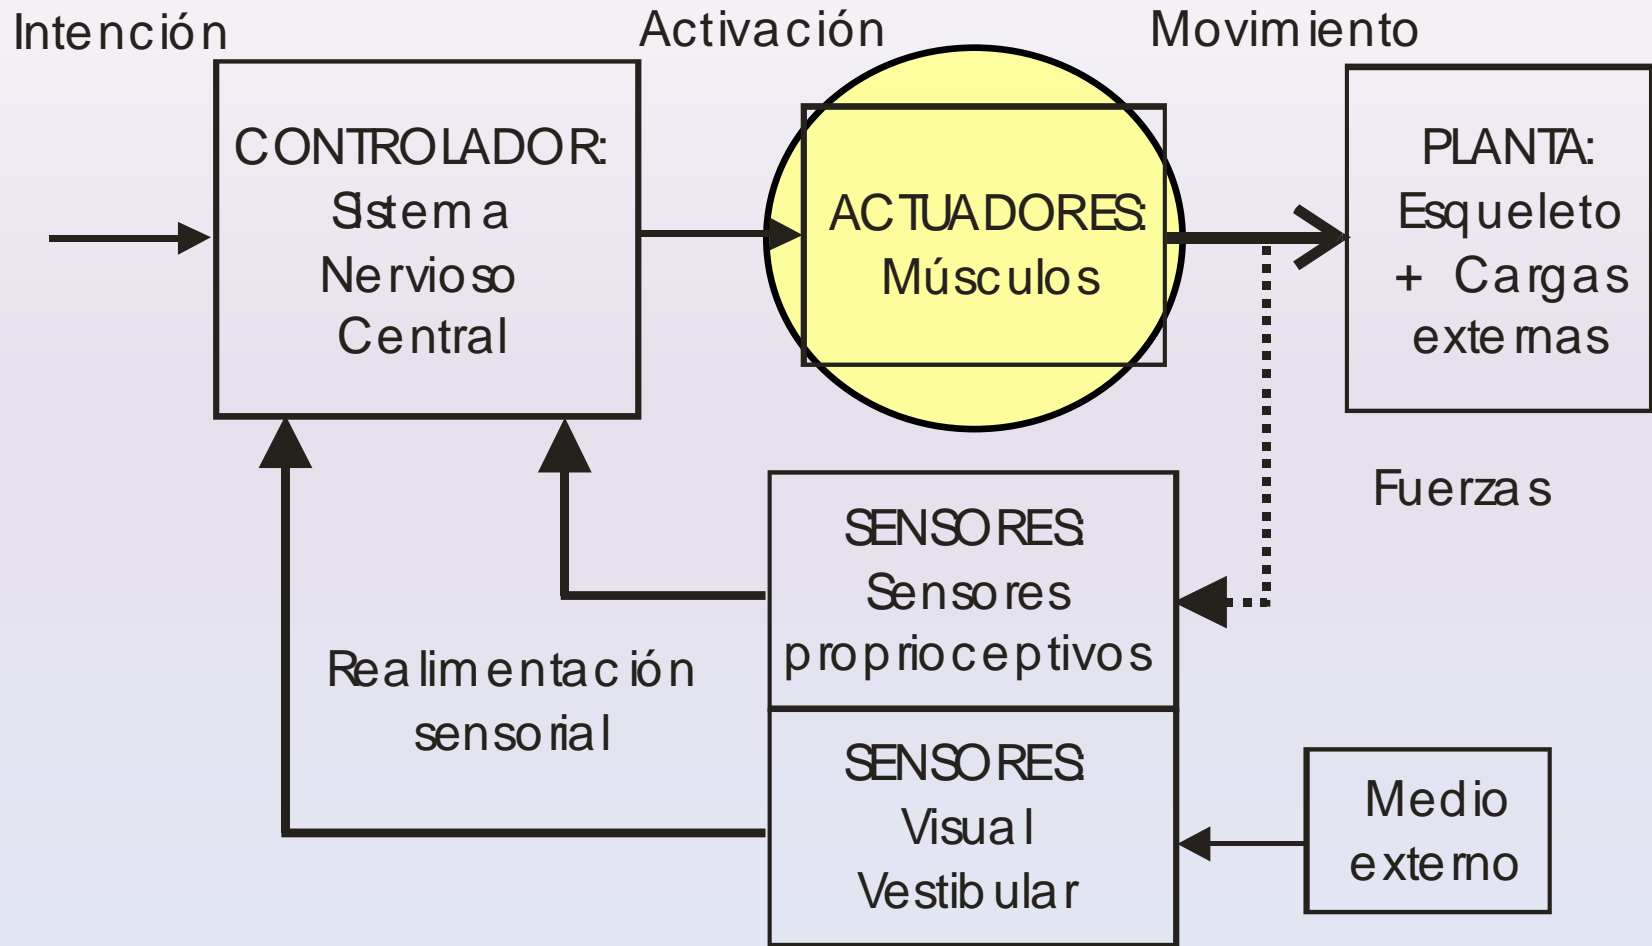 Intención
Activación
Movimiento
CONTROLADOR:
Sistema
Nervioso
Central
ACTUADORES:
Músculos
PLANTA:
Esqueleto
+ Cargas
externas
Fuerzas
SENSORES:
Sensores
proprioceptivos
Realimentación
sensorial
SENSORES:
Visual
Vestibular
Medio
externo